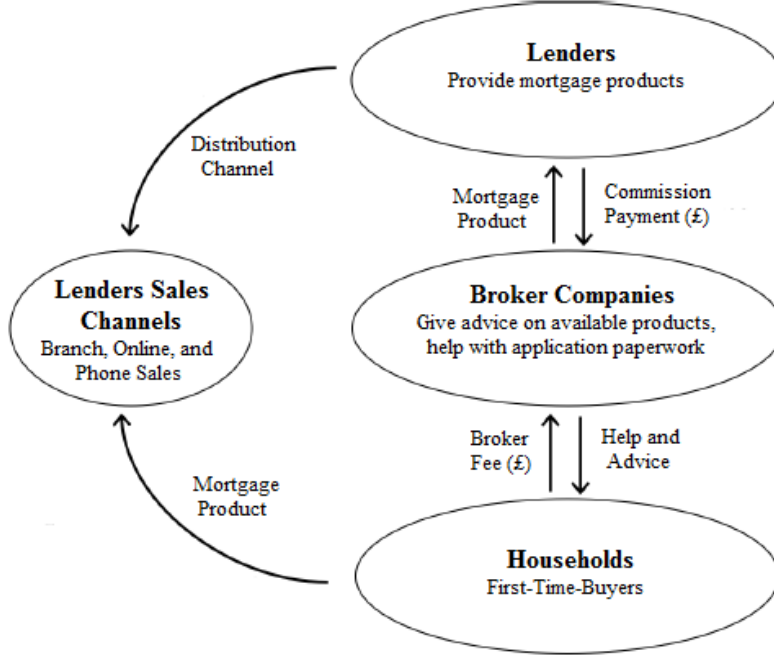 Lenders
Provide mortgage products
Distribution
Channel
Mortgage
Product
Commission
Payment (£)
Lenders Sales
Channels
Branch, Online, and
Phone Sales
Broker Companies
Give advice on available products,
help with application paperwork
Broker
Fee (£)
Help and
Advice
Mortgage
Product
Households
First-Time-Buyers